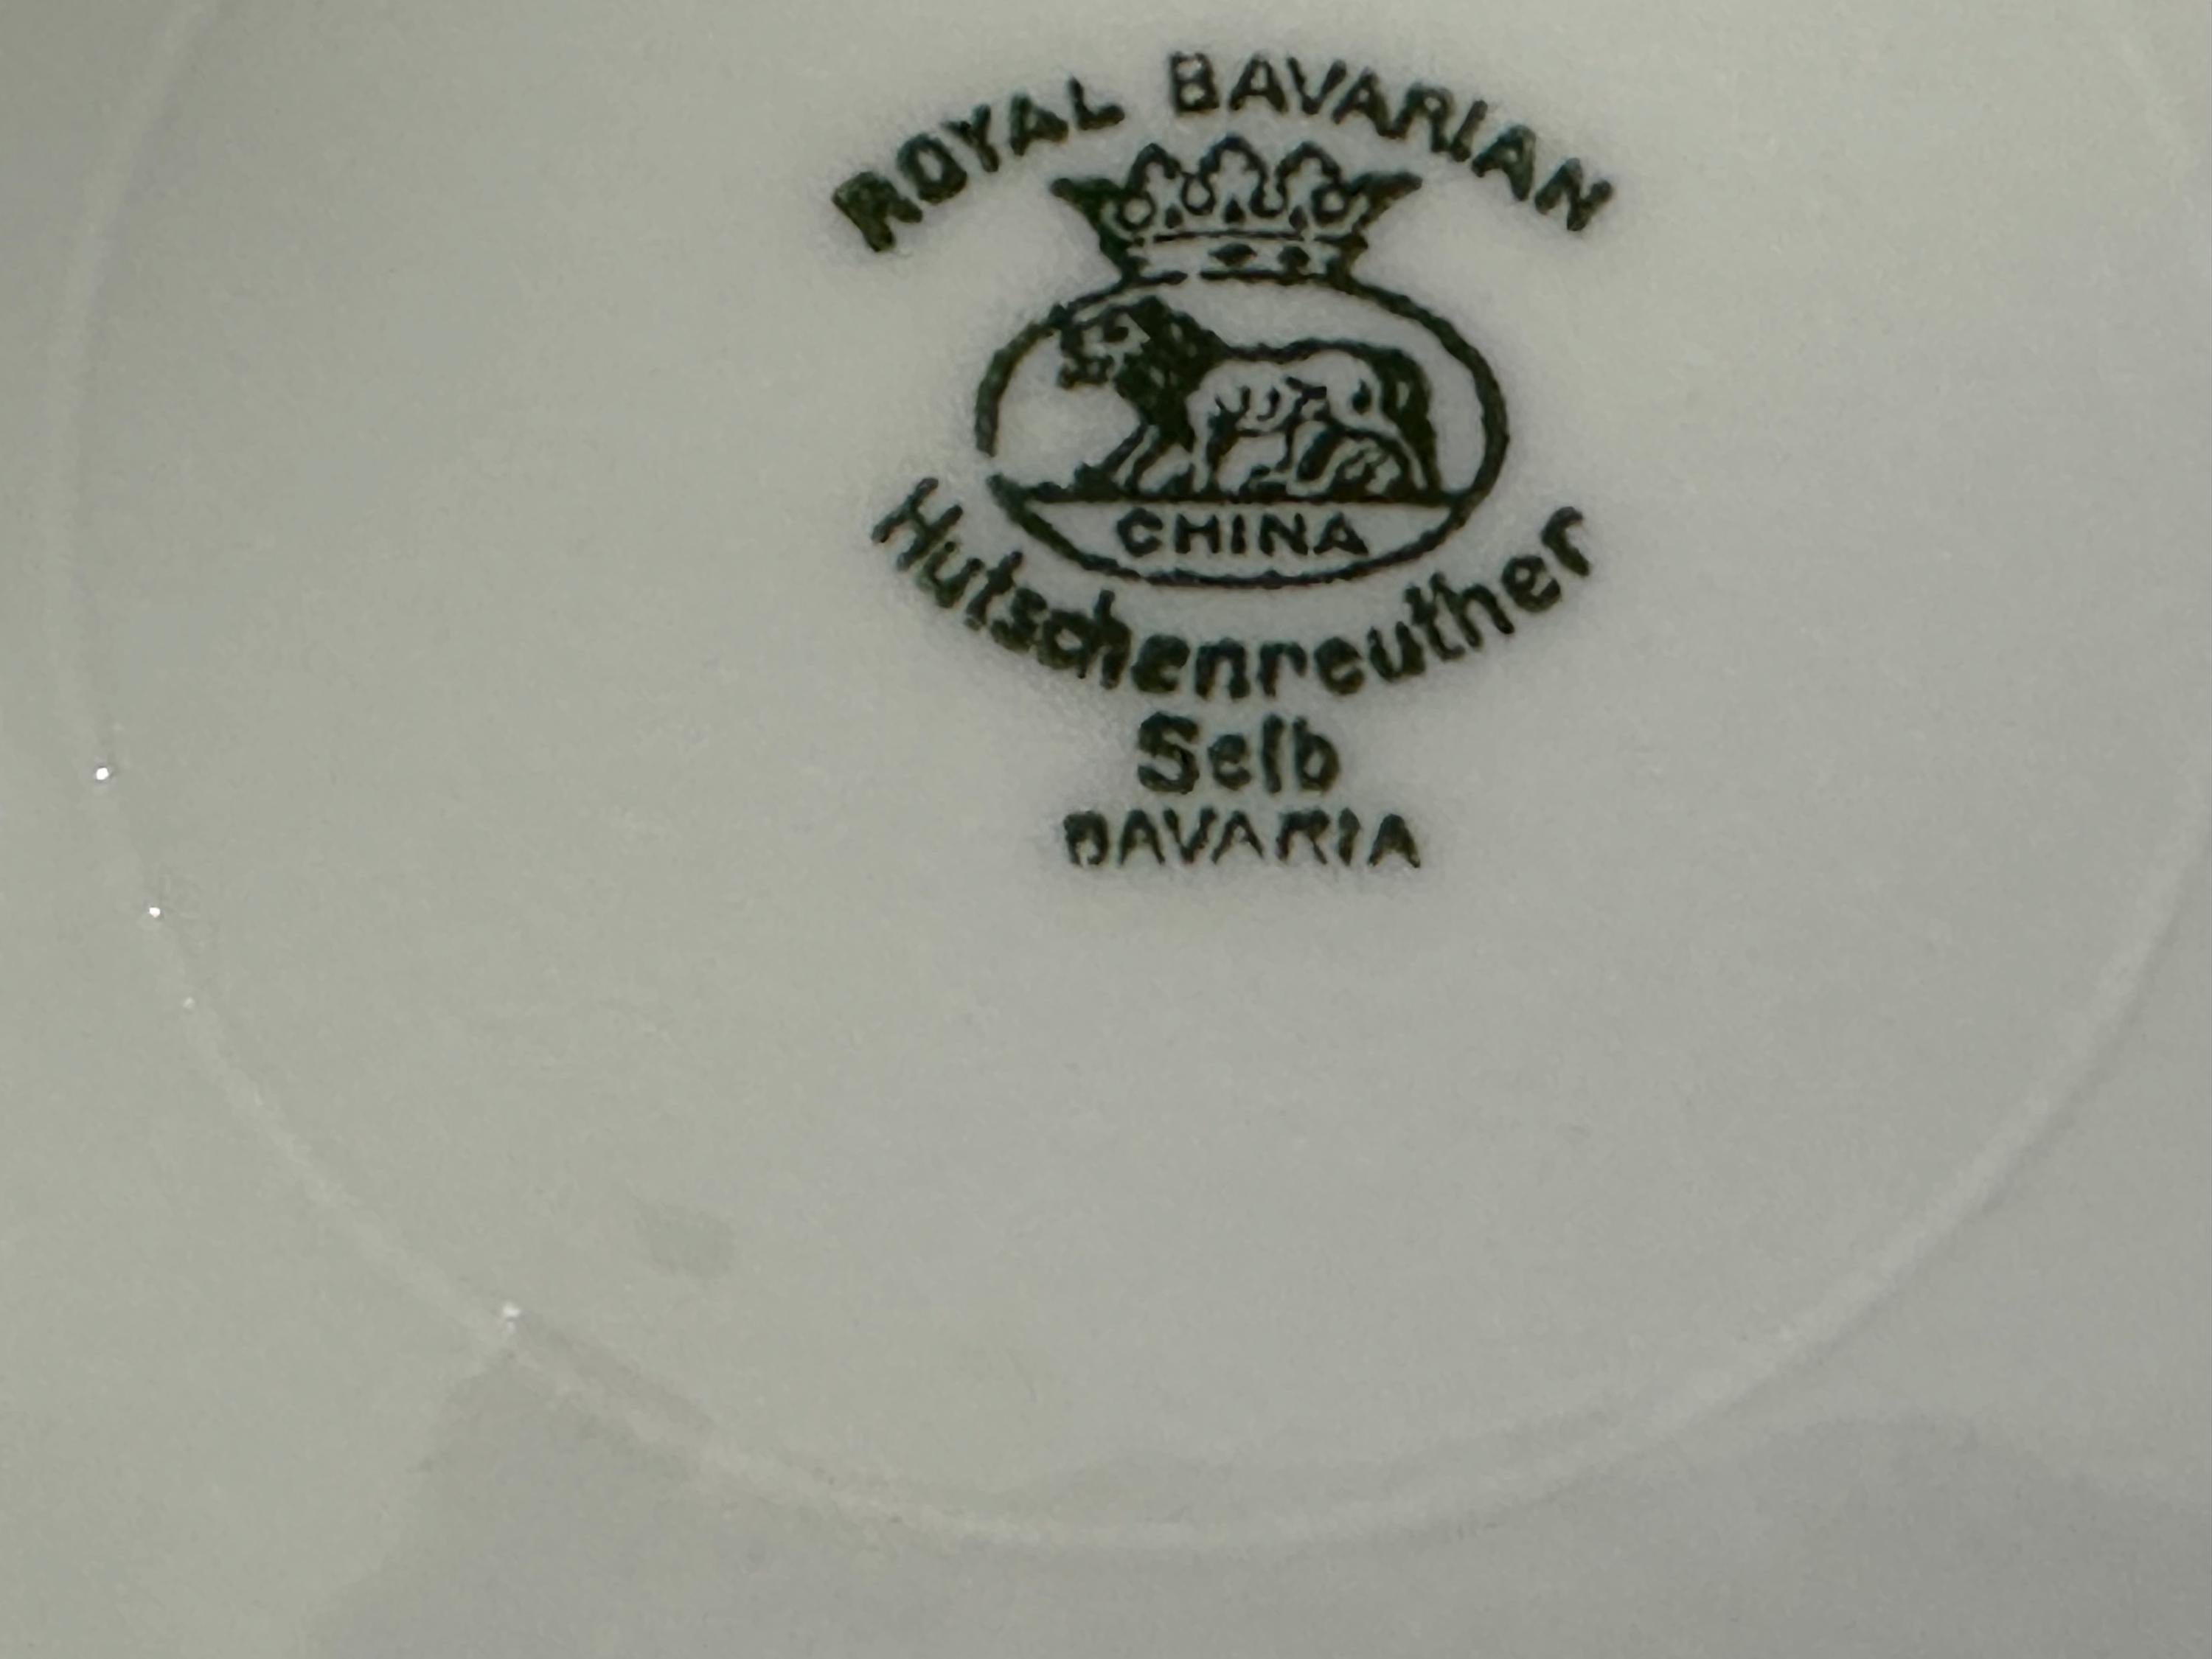 ROYAL BAVARIAN
CHINA
Hutschenreuther
Selb
BAVARIA